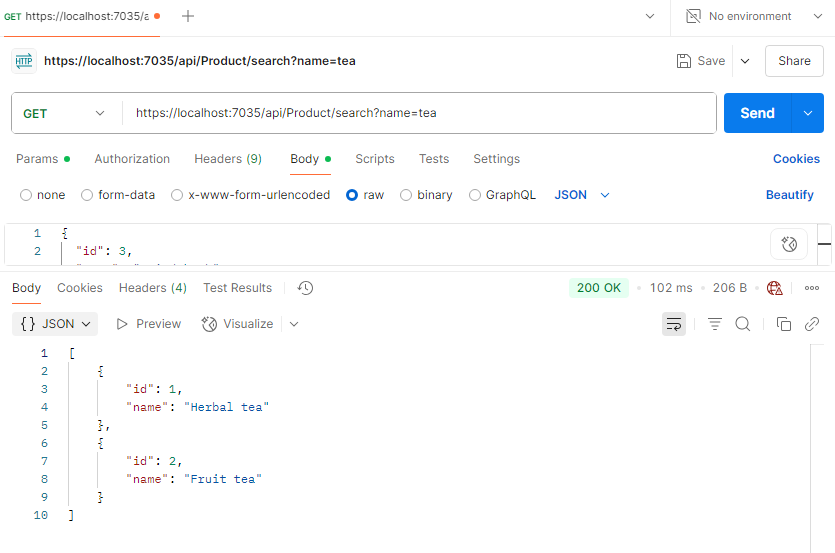 GET https://localhost:7035/a
No environment
HTTP https://localhost:7035/api/Product/search?name=tea
Save
Share
GET https://localhost:7035/api/Product/search?name=tea
Send
Params Authorization Headers (9) Body Scripts Tests Settings Cookies
none form-data x-www-form-urlencoded raw binary GraphQL JSON Beautify
1 {
2 "id": 3,
Body Cookies Headers (4) Test Results 200 OK 102 ms 206 B
{} JSON Preview Visualize
1 [
2 {
3 "id": 1,
4 "name": "Herbal tea"
5 },
6 {
7 "id": 2,
8 "name": "Fruit tea"
9 }
10 ]